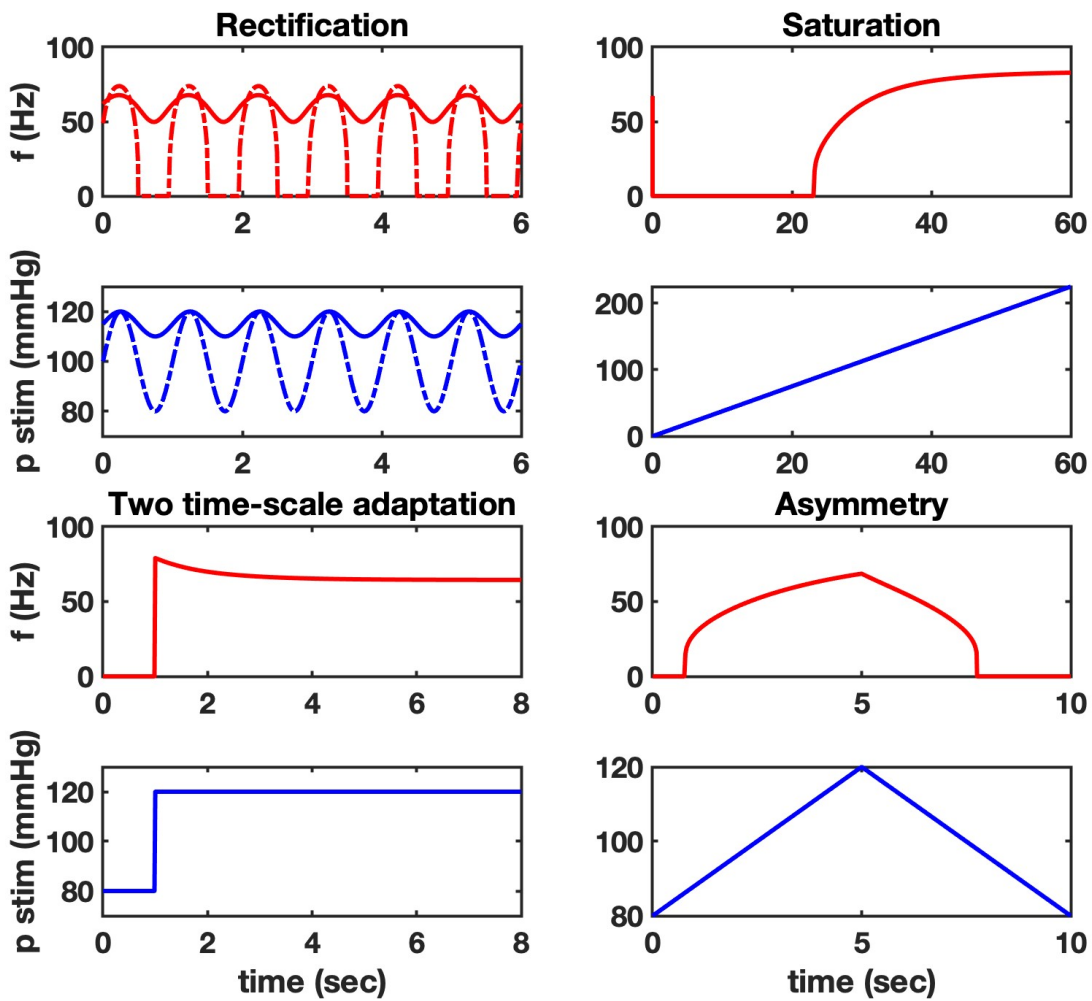 Rectification
100
50
0
f (Hz)
0 2 4 6
Saturation
100
50
0
0 20 40 60
120
100
80
p stim (mmHg)
0 2 4 6
200
100
0
0 20 40 60
Two time-scale adaptation
100
50
0
f (Hz)
0 2 4 6 8
Asymmetry
100
50
0
0 5 10
120
100
80
p stim (mmHg)
0 2 4 6 8
time (sec)
120
100
80
0 5 10
time (sec)